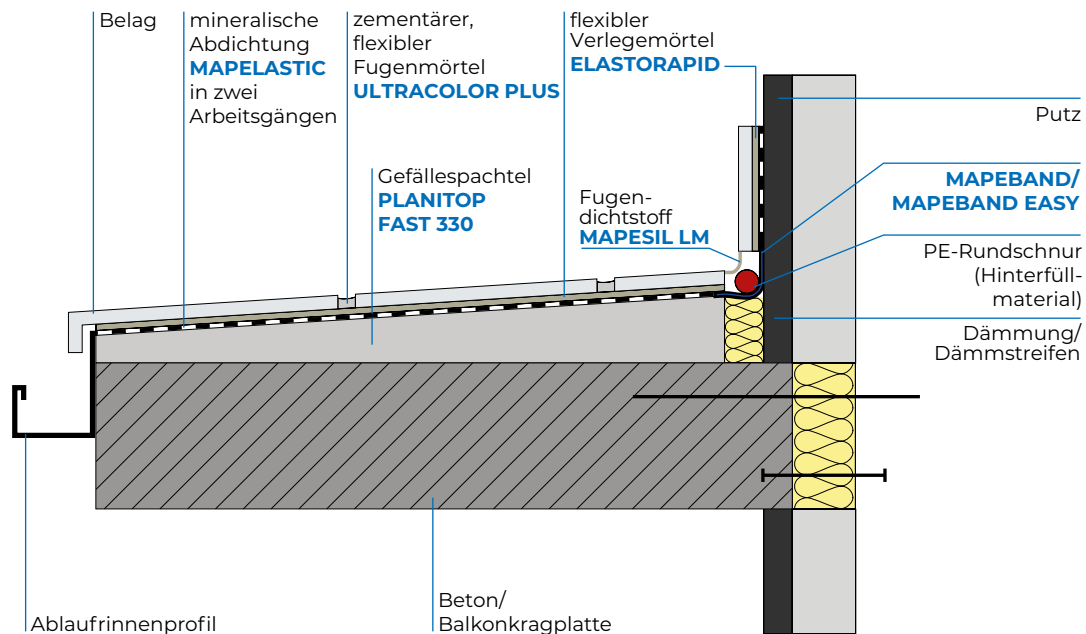 Belag
mineralische
Abdichtung
MAPELASTIC
in zwei
Arbeitsgängen
zementärer,
flexibler
Fugenmörtel
ULTRACOLOR PLUS
flexibler
Verlegemörtel
ELASTORAPID
Putz
Gefällespachtel
PLANITOP
FAST 330
Fugen-
dichtstoff
MAPESIL LM
MAPEBAND/
MAPEBAND EASY
PE-Rundschnur
(Hinterfüll-
material)
Dämmung/
Dämmstreifen
Ablaufrinnenprofil
Beton/
Balkonkragplatte